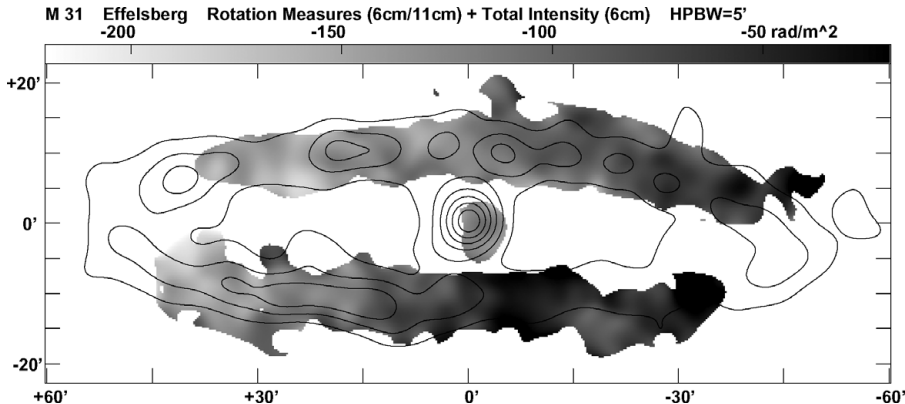 M 31 Effelsberg Rotation Measures (6cm/11cm) + Total Intensity (6cm) HPBW=5'
-200 -150 -100 -50 rad/m^2
+20'
0'
-20'
+60' +30' 0' -30' -60'